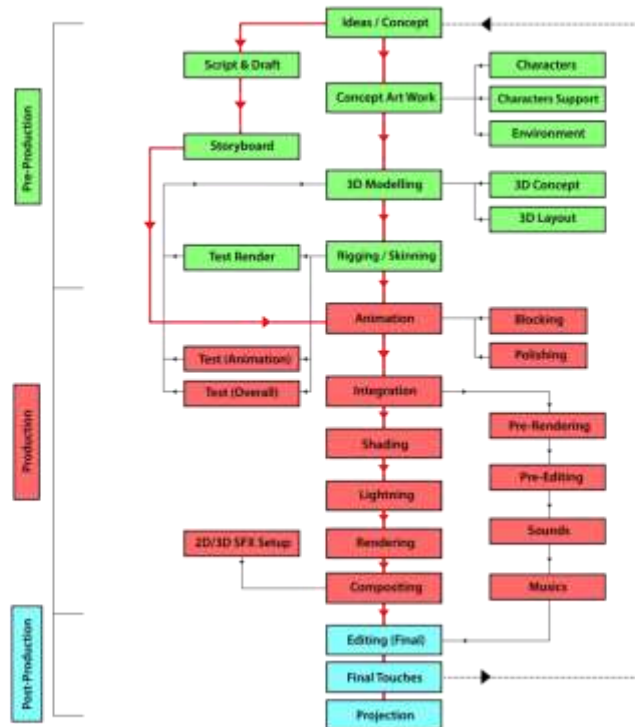 Ideas / Concept
Script & Draft
Characters
Concept Art Work
Characters Support
Environment
Storyboard
Pre-Production
3D Modelling
3D Concept
3D Layout
Test Render
Rigging / Skinning
Animation
Blocking
Polishing
Test (Animation)
Test (Overall)
Integration
Production
Pre-Rendering
Shading
Pre-Editing
Lightning
Sounds
2D/3D SFX Setup
Rendering
Compositing
Musics
Post-Production
Editing (Final)
Final Touches
Projection